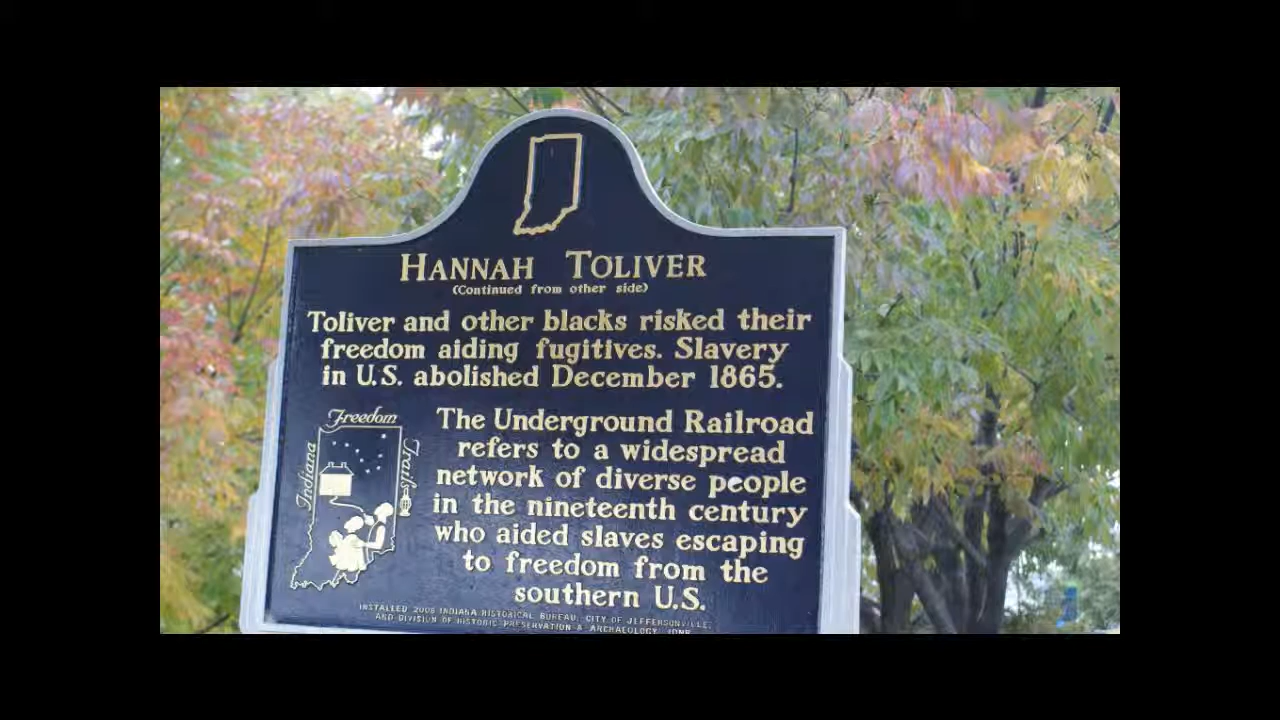 HANNAH TOLIVER
(Continued from other side)
Toliver and other blacks risked their
freedom aiding fugitives. Slavery
in U.S. abolished December 1865.
Freedom
Indiana
Trails
The Underground Railroad
refers to a widespread
network of diverse people
in the nineteenth century
who aided slaves escaping
to freedom from the
southern U.S.
INSTALLED 2008 INDIANA HISTORICAL BUREAU, CITY OF JEFFERSONVILLE,
AND DIVISION OF HISTORIC PRESERVATION & ARCHAEOLOGY, IDNR